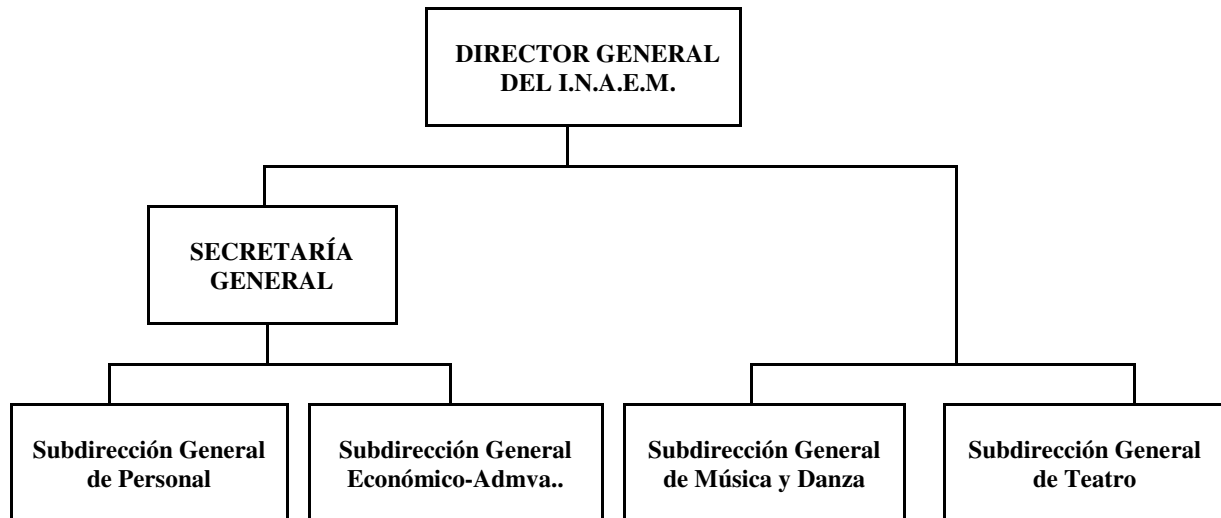 DIRECTOR GENERAL
DEL I.N.A.E.M.
SECRETARÍA
GENERAL
Subdirección General
de Personal
Subdirección General
Económico-Admva..
Subdirección General
de Música y Danza
Subdirección General
de Teatro